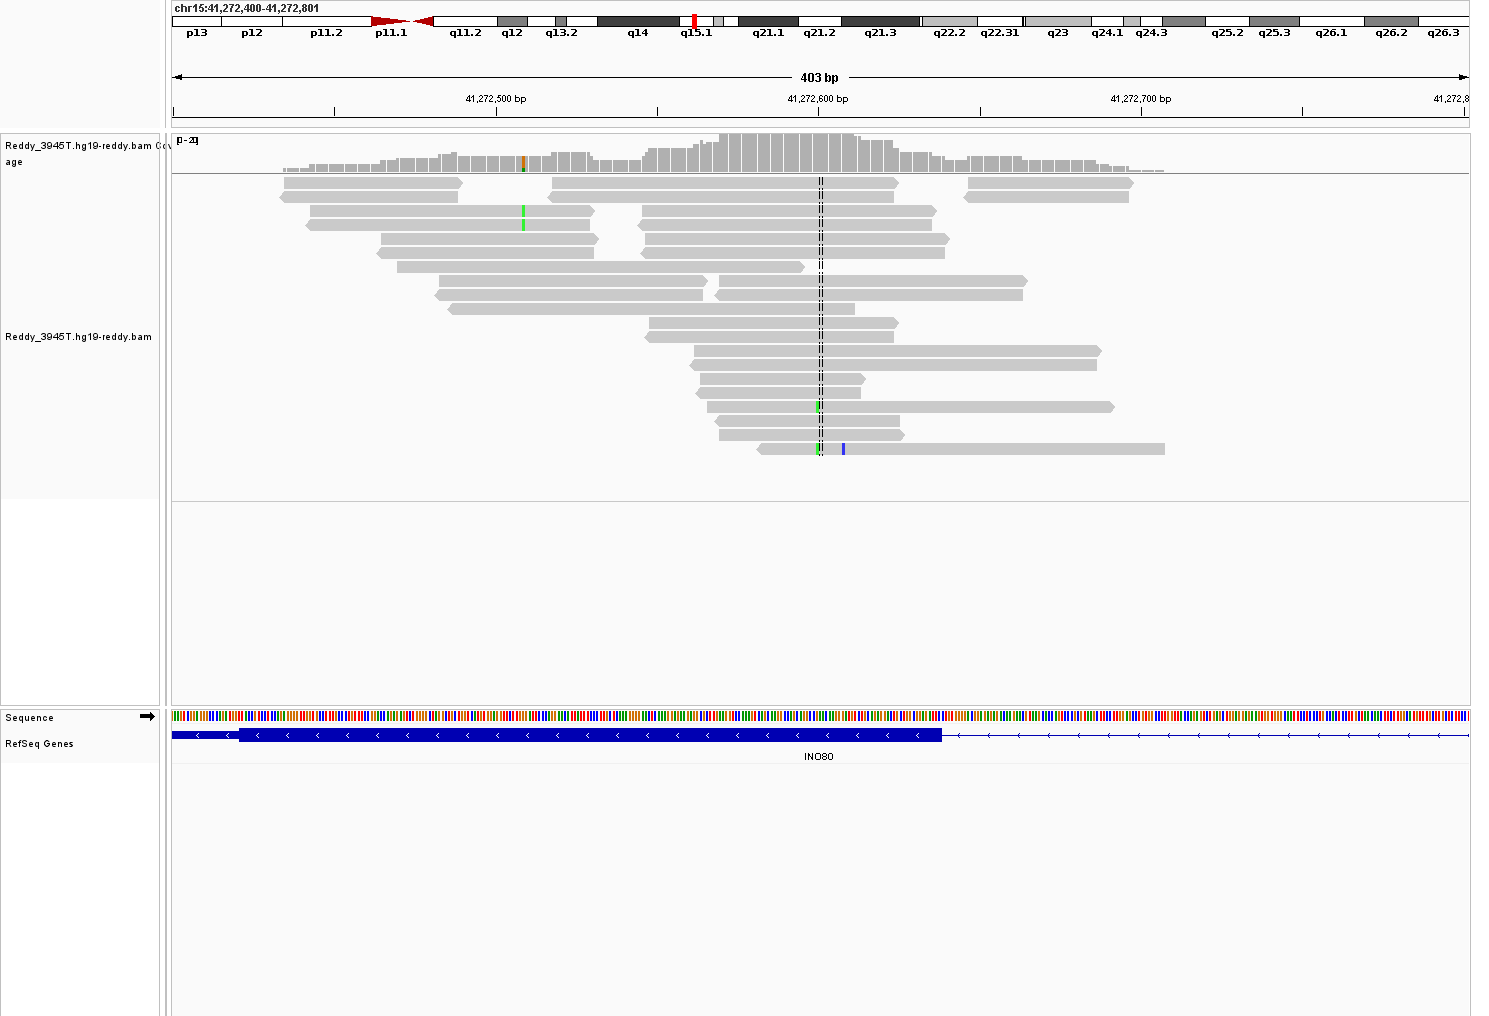 chr15:41,272,400-41,272,801
p13 p12 p11.2 p11.1 q11.2 q12 q13.2 q14 q15.1 q21.1 q21.2 q21.3 q22.2 q22.31 q23 q24.1 q24.3 q25.2 q25.3 q26.1 q26.2 q26.3
403 bp
41,272,500 bp 41,272,600 bp 41,272,700 bp 41,272,8
Reddy_3945T.hg19-reddy.bam Cov
age
[0 - 20]
Reddy_3945T.hg19-reddy.bam
Sequence
RefSeq Genes
INO80